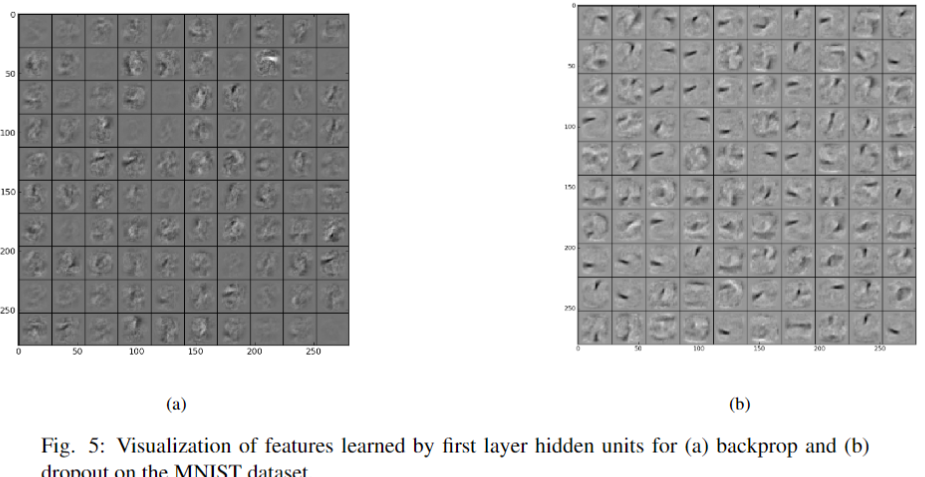 0
50
100
150
200
250
0 50 100 150 200 250
0
50
100
150
200
250
0 50 100 150 200 250
(a) (b)
Fig. 5: Visualization of features learned by first layer hidden units for (a) backprop and (b)
dropout on the MNIST dataset